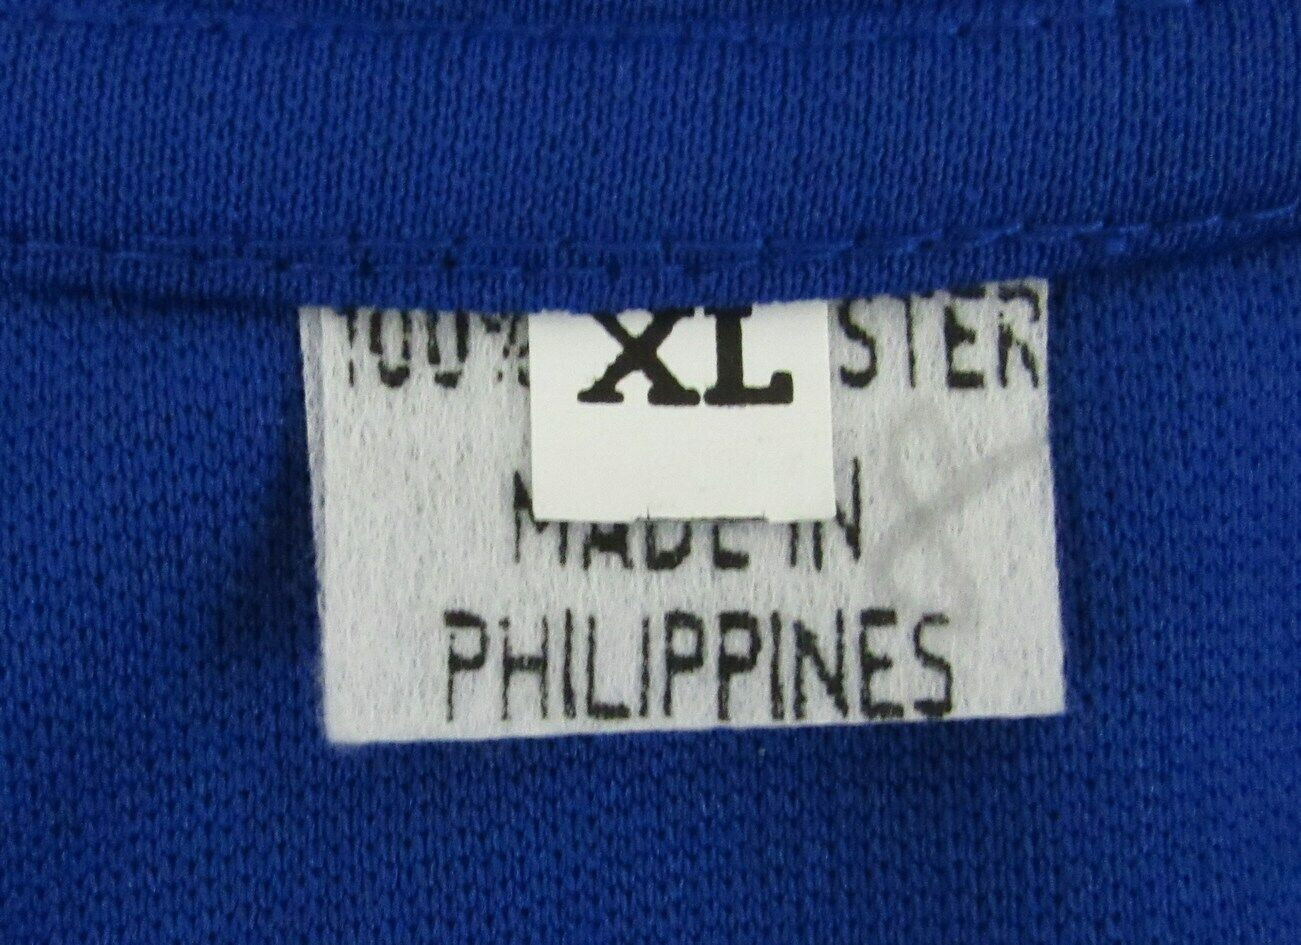 100% XL STER
MADE IN
PHILIPPINES